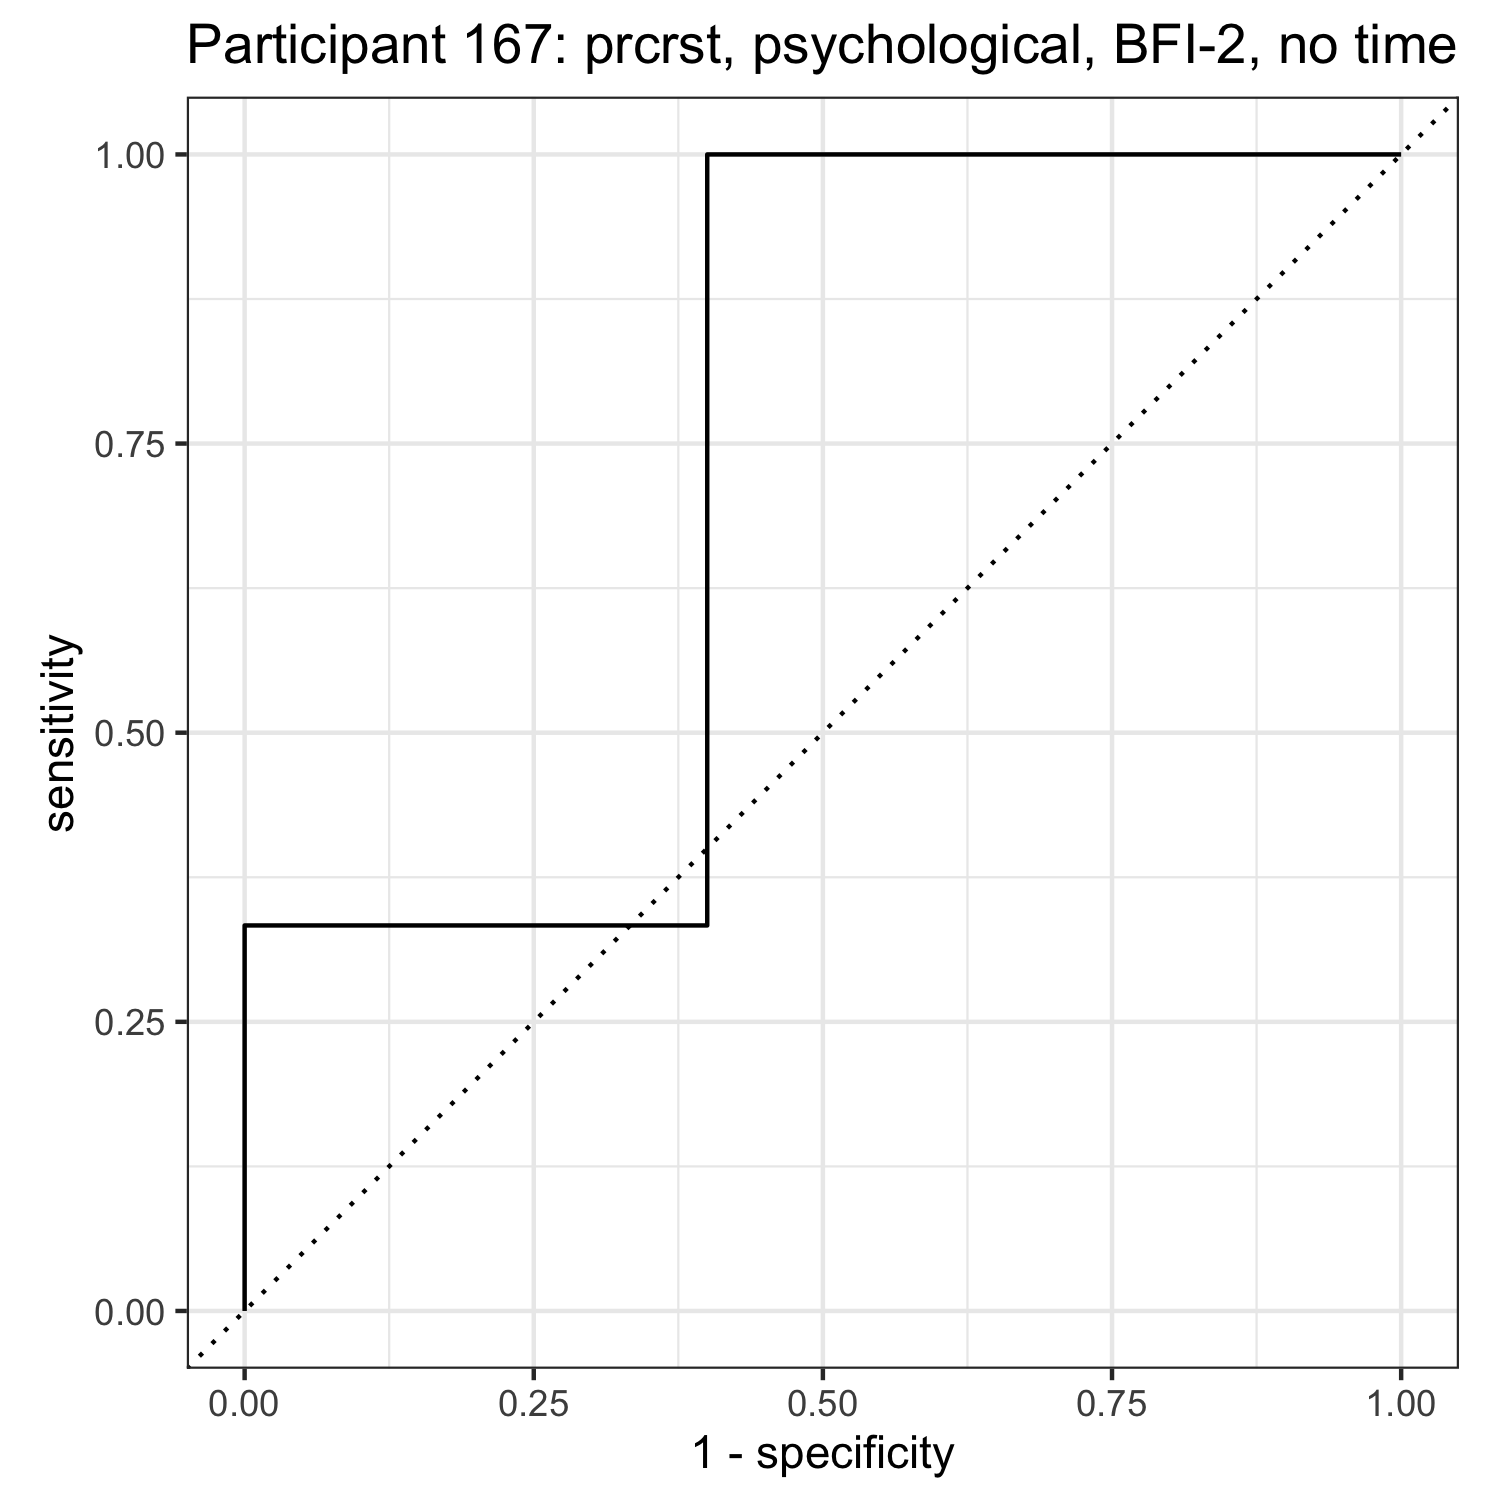 Participant 167: prcrst, psychological, BFI-2, no time
1.00
0.75
0.50
0.25
0.00
sensitivity
0.00 0.25 0.50 0.75 1.00
1 - specificity